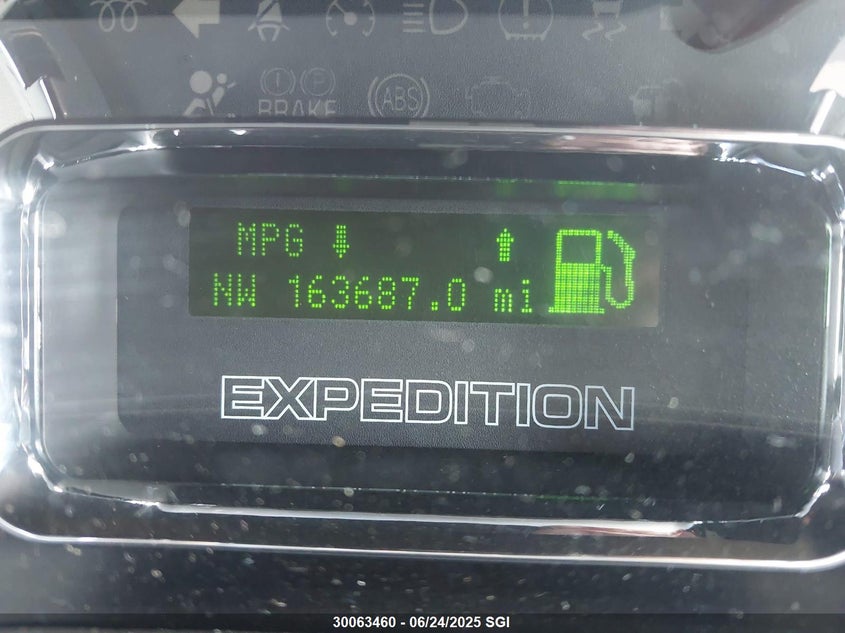 BRAKE
ABS
MPG
NW 163687.0 mi
EXPEDITION
30063460 - 06/24/2025 SGI